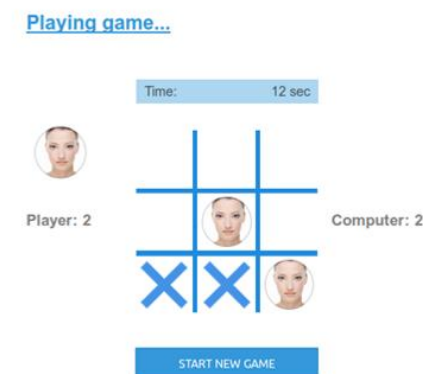 Playing game...
Time: 12 sec
Player: 2
Computer: 2
START NEW GAME